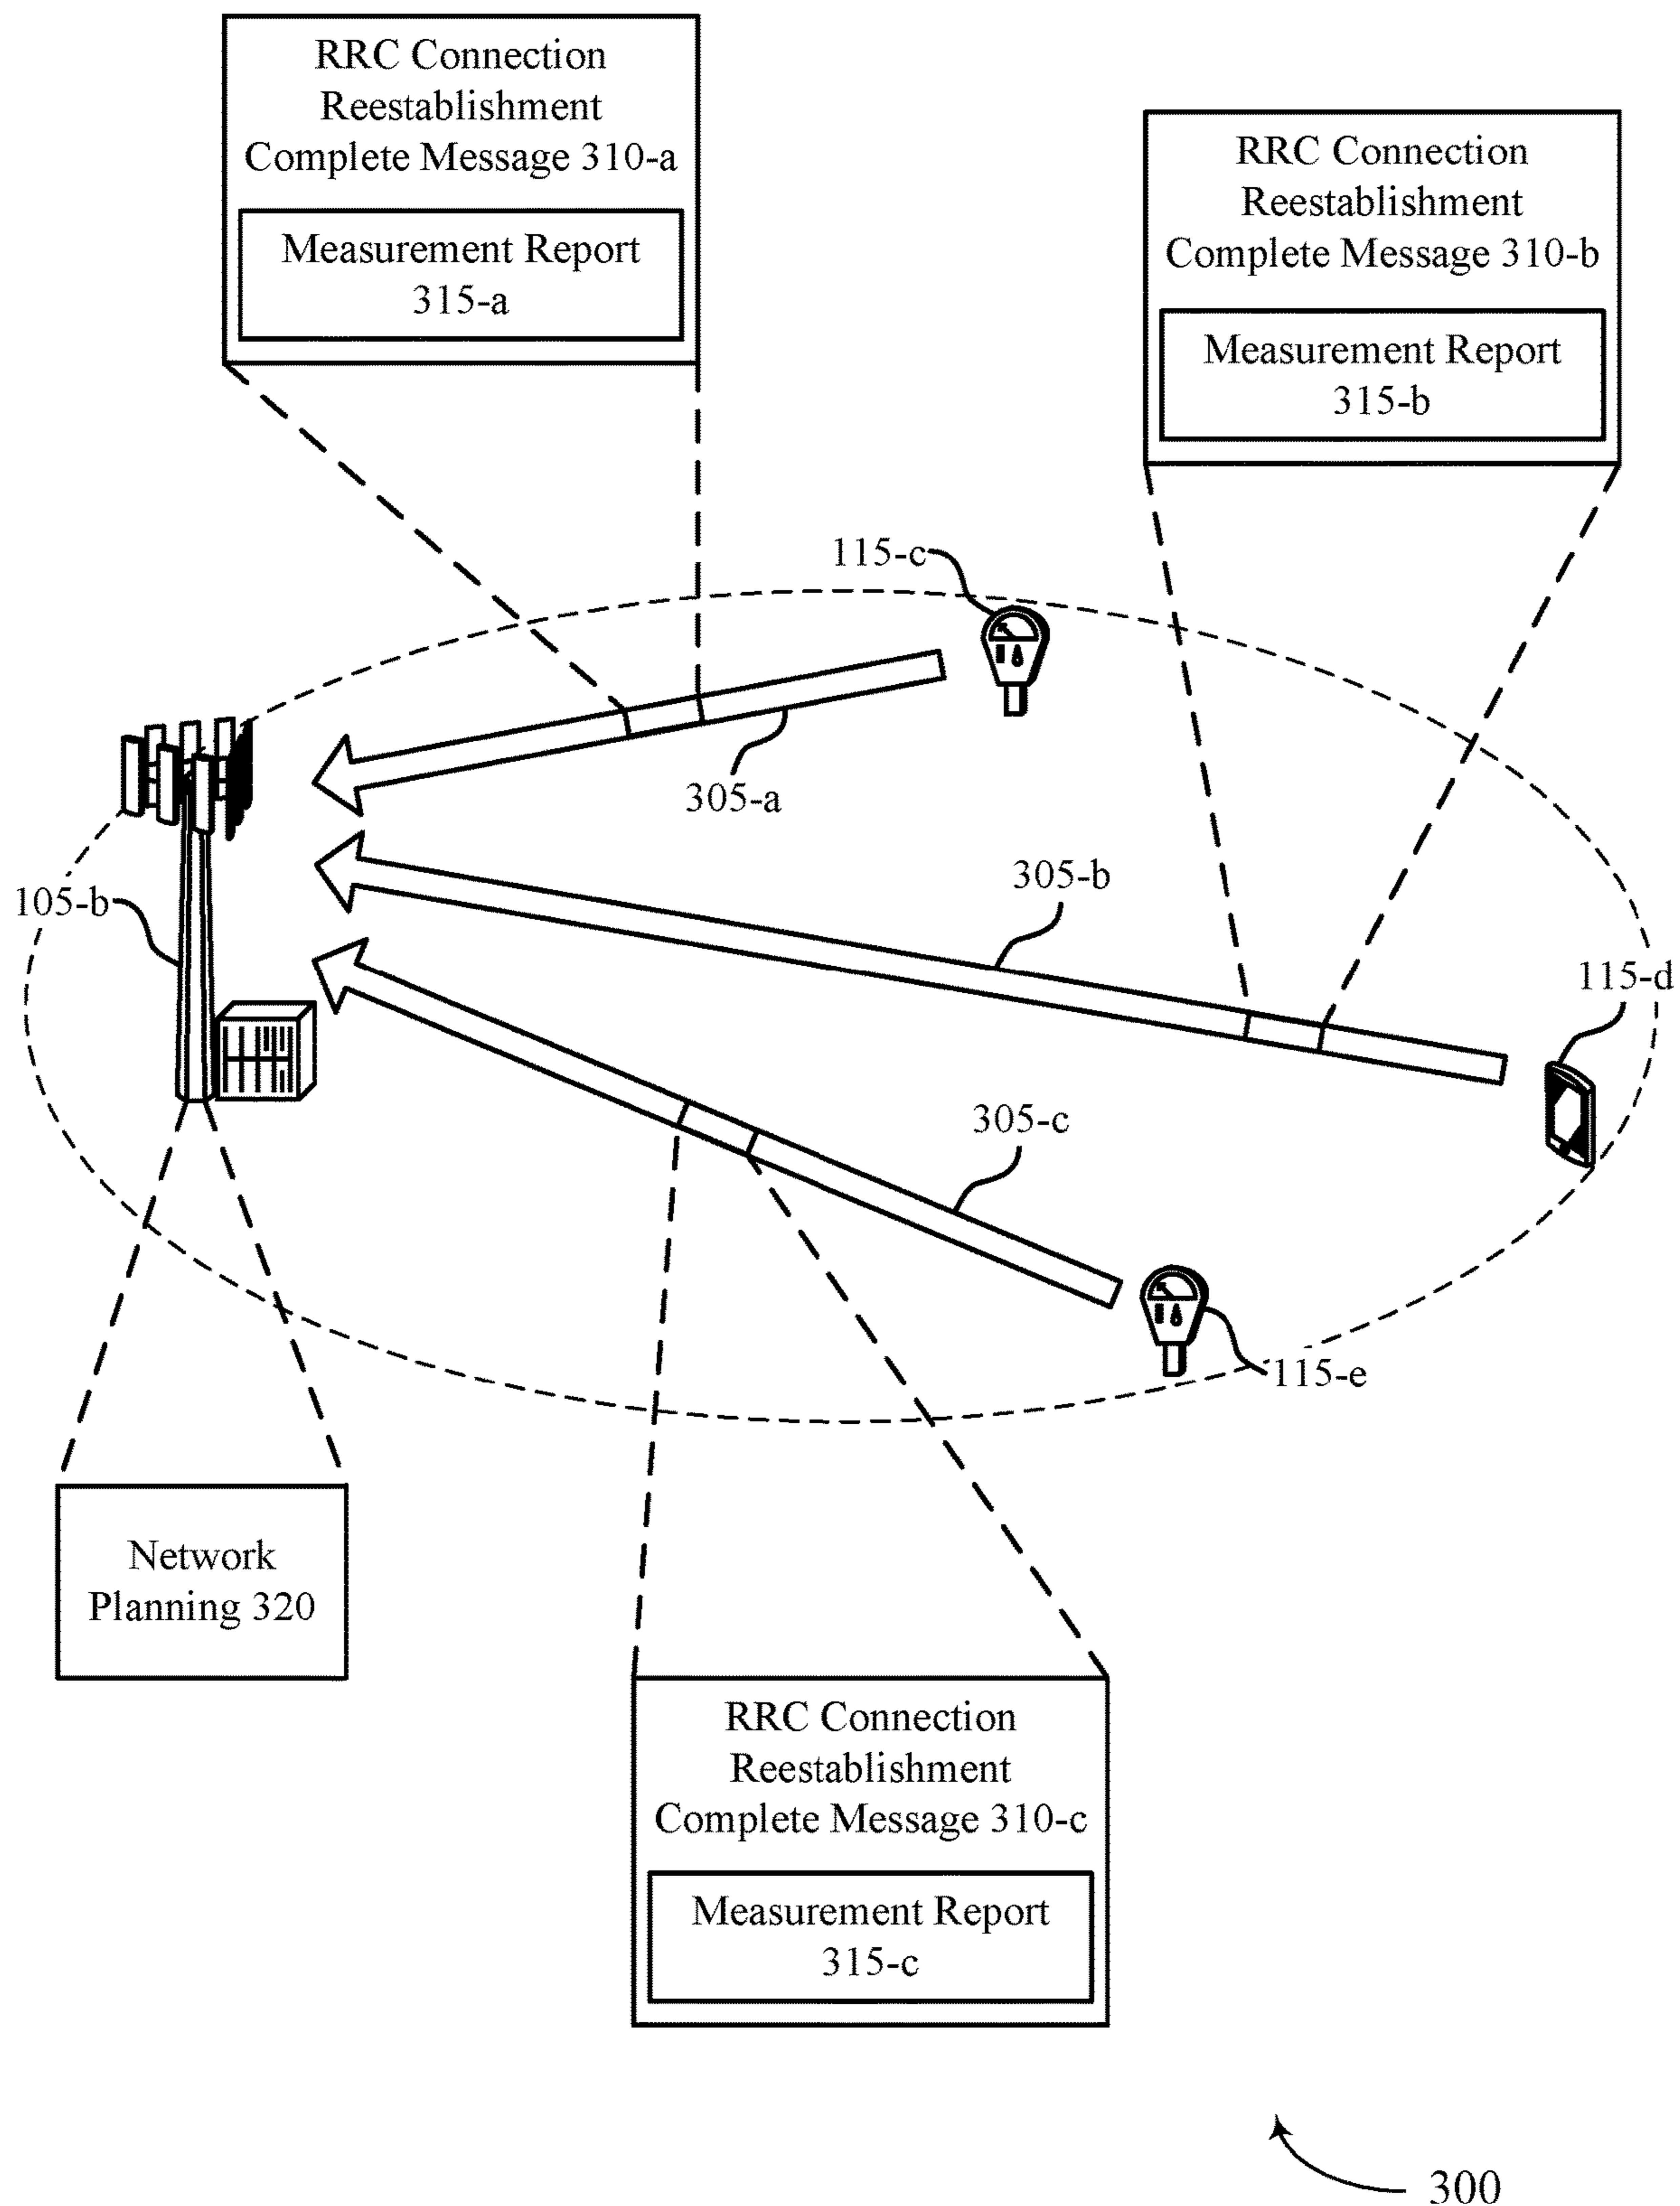 RRC Connection
Reestablishment
Complete Message 310-a
Measurement Report
315-a
RRC Connection
Reestablishment
Complete Message 310-b
Measurement Report
315-b
115-c
305-a
105-b
305-b
115-d
305-c
115-e
Network
Planning 320
RRC Connection
Reestablishment
Complete Message 310-c
Measurement Report
315-c
300